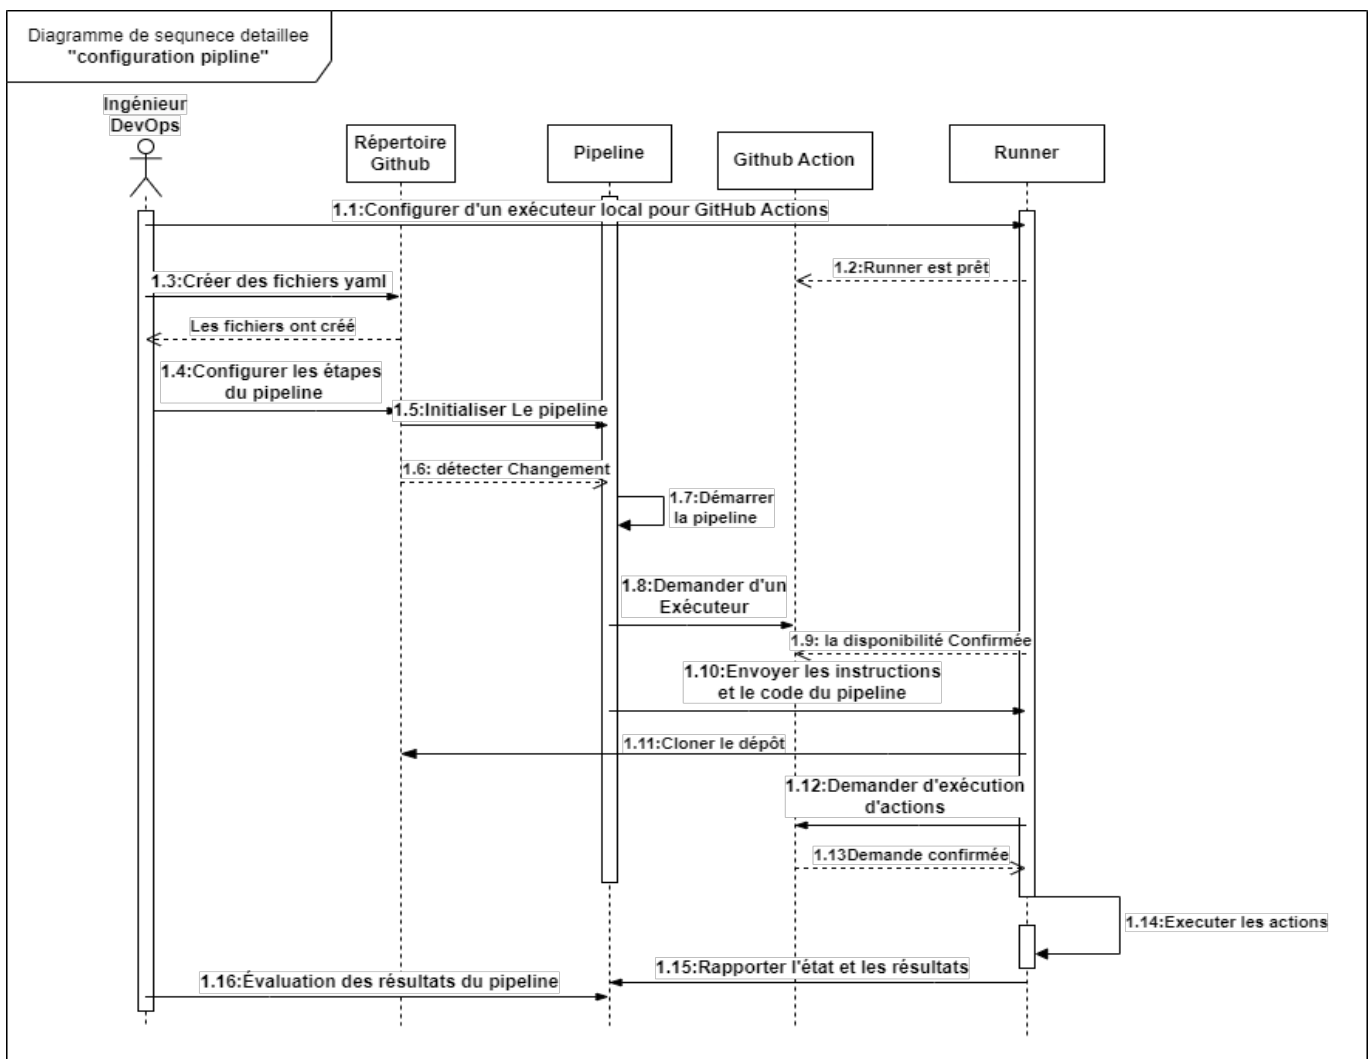 Diagramme de sequnece detaillee
"configuration pipline"
Ingénieur
DevOps
Répertoire
Github
Pipeline
Github Action
Runner
1.1:Configurer d'un exécuteur local pour GitHub Actions
1.2:Runner est prêt
1.3:Créer des fichiers yaml
Les fichiers ont créé
1.4:Configurer les étapes
du pipeline
1.5:Initialiser Le pipeline
1.6: détecter Changement
1.7:Démarrer
la pipeline
1.8:Demander d'un
Exécuteur
1.9: la disponibilité Confirmée
1.10:Envoyer les instructions
et le code du pipeline
1.11:Cloner le dépôt
1.12:Demander d'exécution
d'actions
1.13Demande confirmée
1.14:Executer les actions
1.15:Rapporter l'état et les résultats
1.16:Évaluation des résultats du pipeline